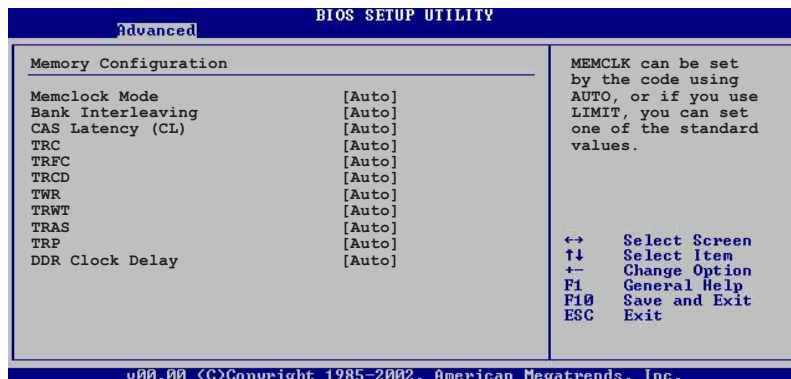 BIOS SETUP UTILITY
Advanced
Memory Configuration
Memclock Mode [Auto]
Bank Interleaving [Auto]
CAS Latency (CL) [Auto]
TRC [Auto]
TRFC [Auto]
TRCD [Auto]
TWR [Auto]
TRWT [Auto]
TRAS [Auto]
TRP [Auto]
DDR Clock Delay [Auto]
MEMCLK can be set
by the code using
AUTO, or if you use
LIMIT, you can set
one of the standard
values.
←→ Select Screen
↑↓ Select Item
+- Change Option
F1 General Help
F10 Save and Exit
ESC Exit
v00.00 (C)Copyright 1985-2002, American Megatrends, Inc.